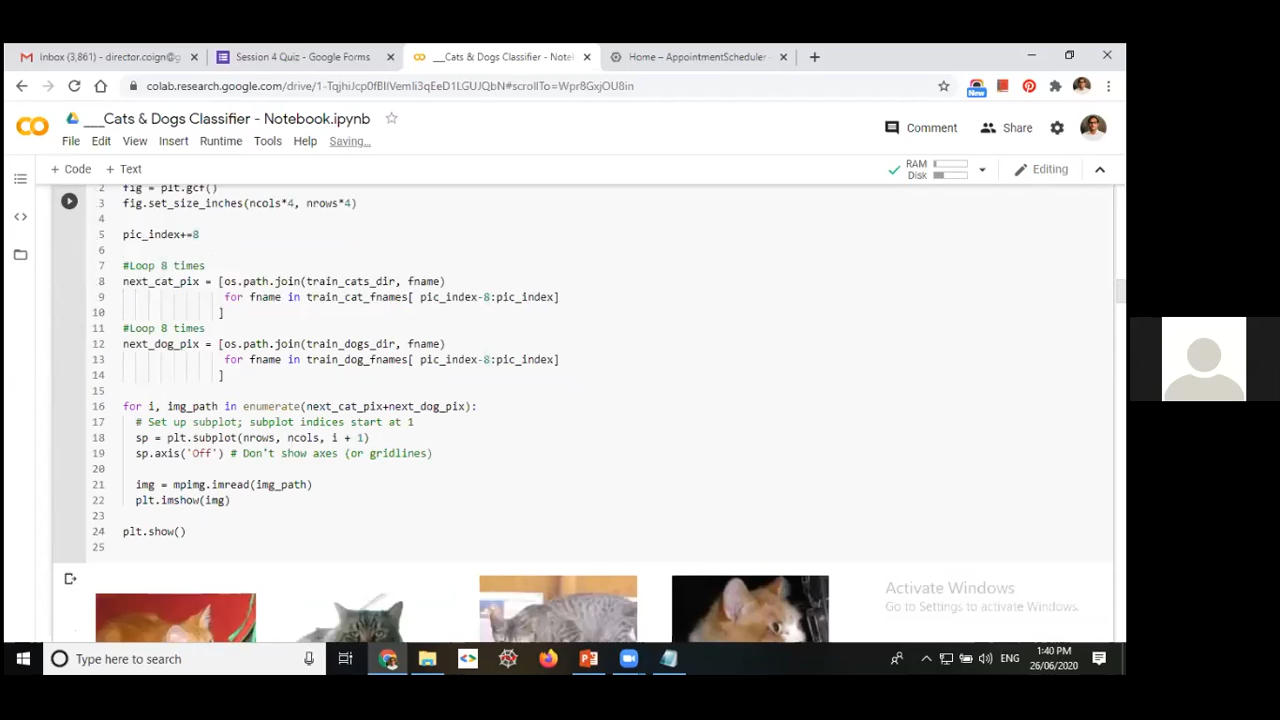 Inbox (3,861) - director.coign@g
Session 4 Quiz - Google Forms
__Cats & Dogs Classifier - Note
Home – AppointmentScheduler -
colab.research.google.com/drive/
New
___Cats & Dogs Classifier - Notebook.ipynb
Comment
Share
File Edit View Insert Runtime Tools Help Saving...
+ Code + Text
RAM
Disk
Editing
2 fig = plt.gcf()
3 fig.set_size_inches(ncols*4, nrows*4)
4
5 pic_index+=8
6
7 #Loop 8 times
8 next_cat_pix = [os.path.join(train_cats_dir, fname)
9 for fname in train_cat_fnames[ pic_index-8:pic_index]
10 ]
11 #Loop 8 times
12 next_dog_pix = [os.path.join(train_dogs_dir, fname)
13 for fname in train_dog_fnames[ pic_index-8:pic_index]
14 ]
15
16 for i, img_path in enumerate(next_cat_pix+next_dog_pix):
17 # Set up subplot; subplot indices start at 1
18 sp = plt.subplot(nrows, ncols, i + 1)
19 sp.axis('Off') # Don't show axes (or gridlines)
20
21 img = mpimg.imread(img_path)
22 plt.imshow(img)
23
24 plt.show()
25
Activate Windows
Go to Settings to activate Windows.
Type here to search
ENG
1:40 PM
26/06/2020